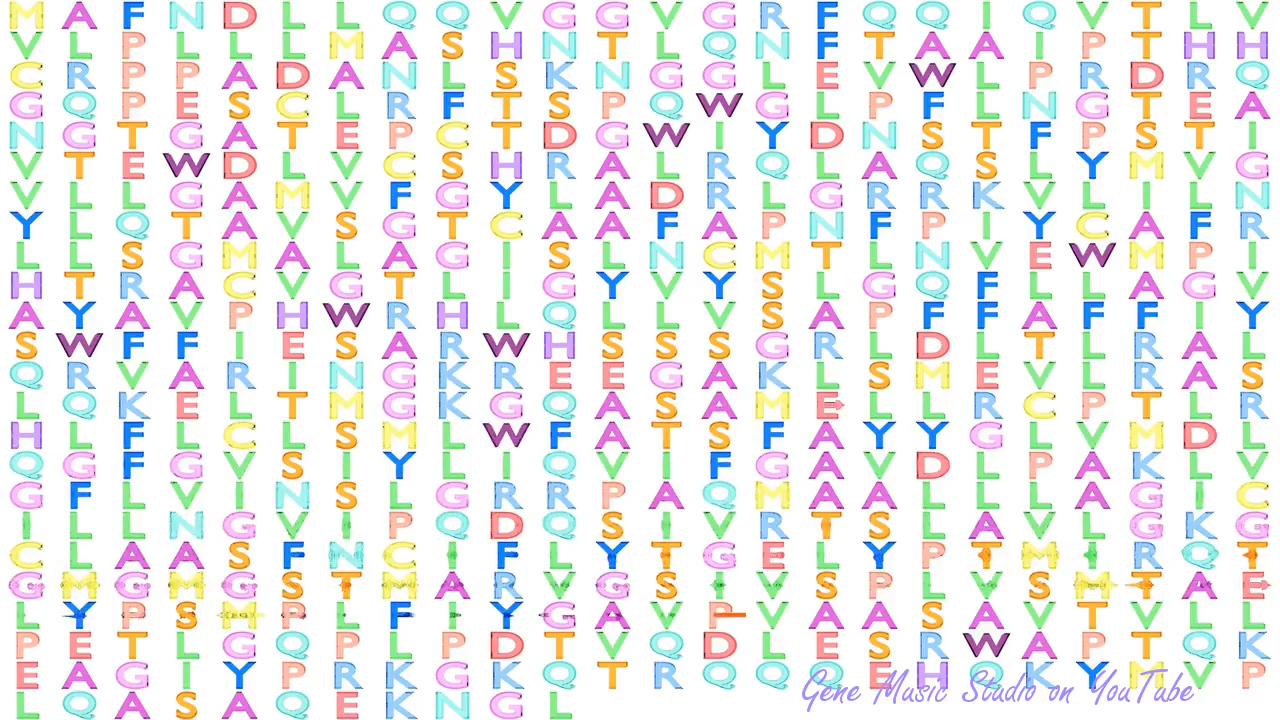 M A F N D L L Q Q V G G V G R F Q Q I Q V T L V
V L P L L L M A S H N T L Q N F T A A I P T H H
C R P P A D A N L S K N G G L E V W L P R D R Q
G Q P E S C L R F T S P Q W G L P F L N G T E A
N G T G A T E P C T D G W I Y D N S T F P S T I
V T E W D L V C S H R A L R Q L A Q S L Y M V G
V L L G A M V F G Y L A D R L G R R K V L I L N
Y L Q T A V S G T C A A F A P N F P I Y C A F R
L L S G M A L A G I S L N C M T L N V E W M P I
H T R A C V G T L I G Y V Y S L G Q F L L A G V
A Y A V P H W R H L Q L L V S A P F F A F F I Y
S W F F I E S A R W H S S S G R L D L T L R A L
Q R V A R I N G K R E E G A K L S M E V L R A S
L Q K E L T M G K G Q A S A M E L L R C P T L
H L F L C L S M L W F A T S F A Y Y G L V M D L
Q G F G V S I Y L I Q V I F G A V D L P A K L V
G F L V I N S L G R R P A Q M A A L L L A G I C
I L L N G V I P Q D Q S I V R T S L A V L G K G
C L A A S F N C I F L Y T G E L Y P T M I R Q T
G M G M G S T M A R V G S I V S P L V S M T A E
L Y P S M P L F I Y G A V P V A A S A V T V L L
P E T L G Q P L P D T V Q D L E S R W A P T Q K
E A G I Y P R K G K Q T R Q Q Q E H Q K Y M V P
L Q A S A Q E K N G L
Gene Music Studio on YouTube